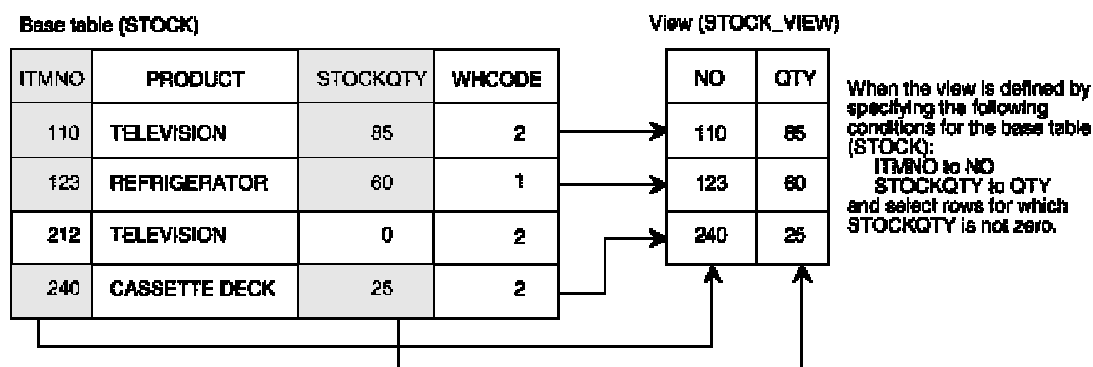 Base table (STOCK)
View (STOCK_VIEW)
ITMNO PRODUCT STOCKQTY WHCODE
110 TELEVISION 85 2
123 REFRIGERATOR 60 1
212 TELEVISION 0 2
240 CASSETTE DECK 25 2
NO QTY
110 85
123 60
240 25
When the view is defined by
specifying the following
conditions for the base table
(STOCK):
ITMNO to NO
STOCKQTY to QTY
and select rows for which
STOCKQTY is not zero.